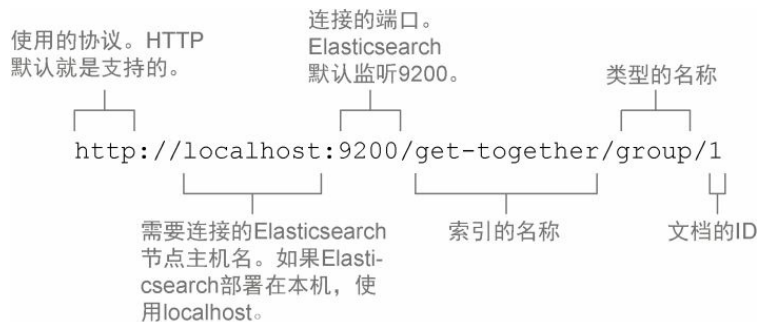 使用的协议。HTTP
默认就是支持的。
连接的端口。
Elasticsearch
默认监听9200。
类型的名称
http://localhost:9200/get-together/group/1
需要连接的Elasticsearch
节点主机名。如果Elasti-
csearch部署在本机，使
用localhost。
索引的名称
文档的ID